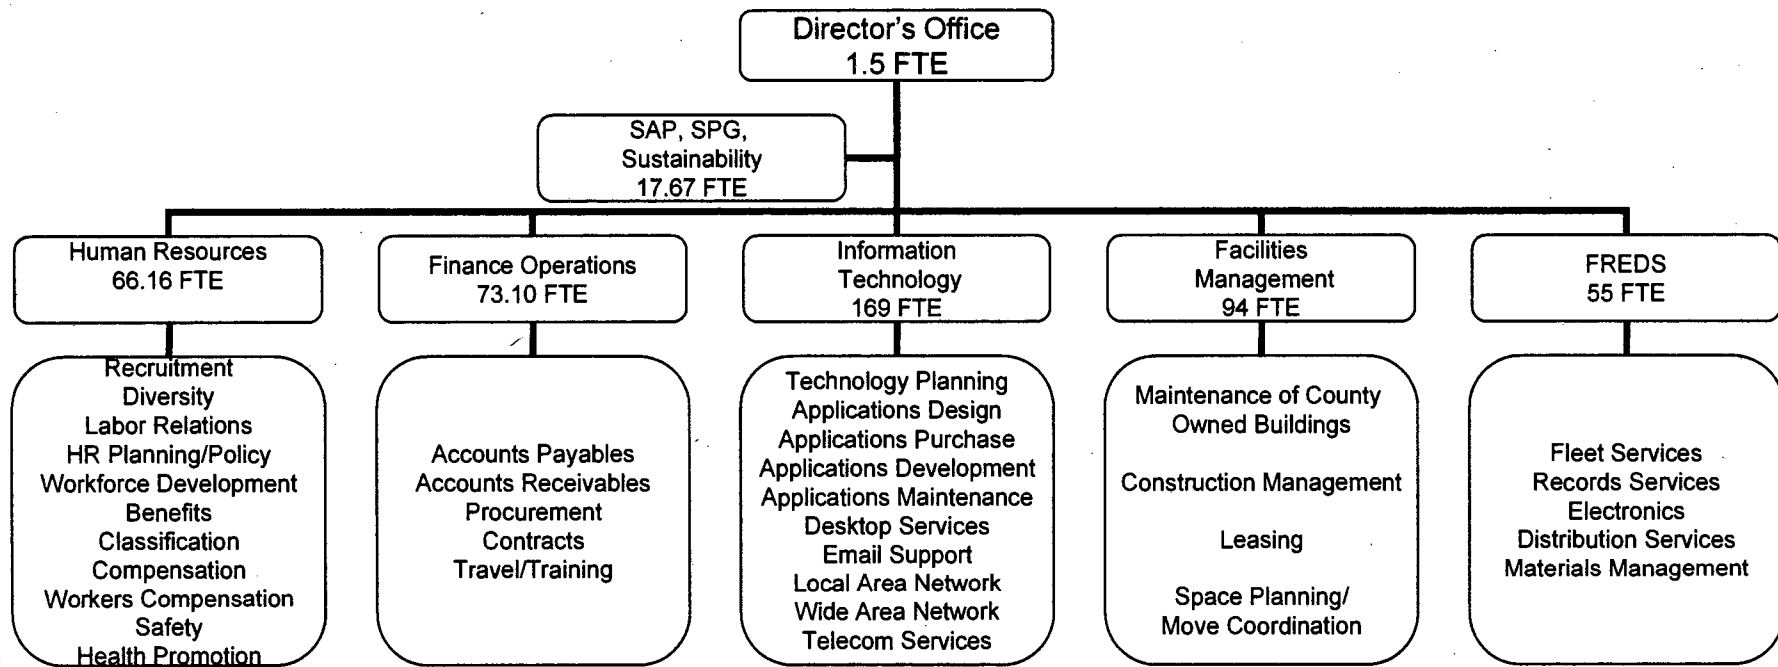 Director's Office
1.5 FTE
SAP, SPG,
Sustainability
17.67 FTE
Human Resources
66.16 FTE
Finance Operations
73.10 FTE
Information
Technology
169 FTE
Facilities
Management
94 FTE
FREDS
55 FTE
Recruitment
Diversity
Labor Relations
HR Planning/Policy
Workforce Development
Benefits
Classification
Compensation
Workers Compensation
Safety
Health Promotion
Accounts Payables
Accounts Receivables
Procurement
Contracts
Travel/Training
Technology Planning
Applications Design
Applications Purchase
Applications Development
Applications Maintenance
Desktop Services
Email Support
Local Area Network
Wide Area Network
Telecom Services
Maintenance of County
Owned Buildings
Construction Management
Leasing
Space Planning/
Move Coordination
Fleet Services
Records Services
Electronics
Distribution Services
Materials Management